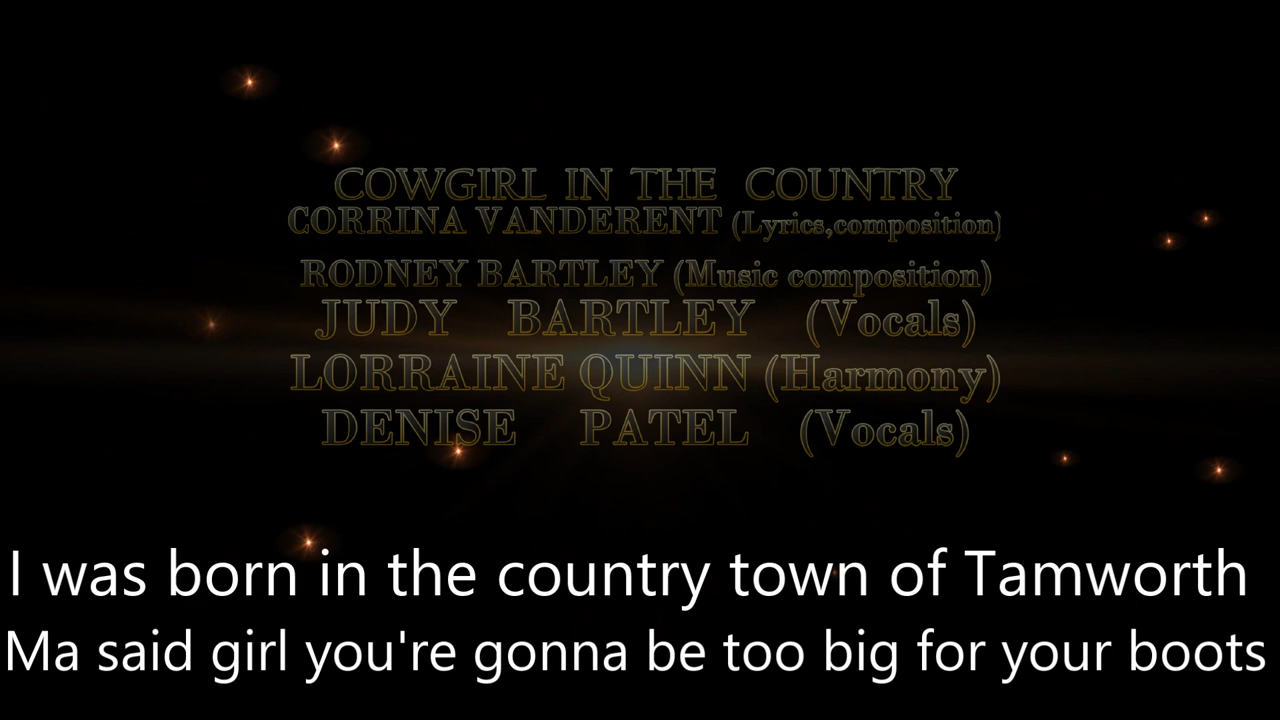 COWGIRL IN THE COUNTRY
CORRINA VANDERENT (Lyrics,composition)
RODNEY BARTLEY (Music composition)
JUDY BARTLEY (Vocals)
LORRAINE QUINN (Harmony)
DENISE PATEL (Vocals)
I was born in the country town of Tamworth
Ma said girl you're gonna be too big for your boots